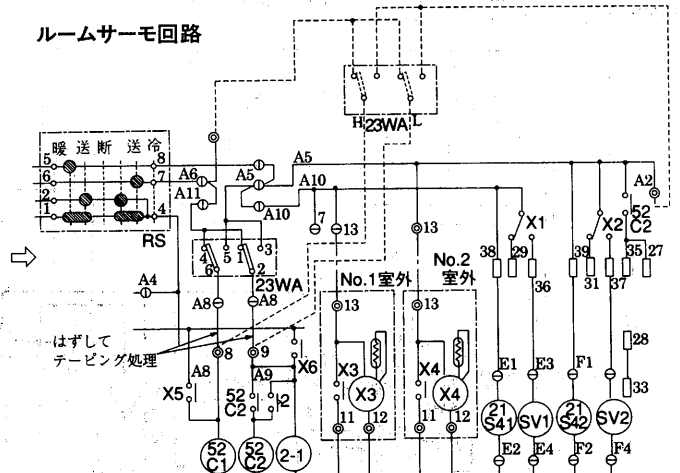 ルームサーモ回路
H 23WA L
暖 送 断 送 冷
5 8
6 7
2
1 4
RS
A6
A11
A5
A10
A5
A10
A10
A2
7
13
13
X1
X2
52
C2
4 5 1 3
6 2
23WA
38
29
36
39
31
37
35
27
A4
A8
A8
No.1室外
No.2
室外
13
13
はずして
テーピング処理
8
9
X6
28
33
A8
X5
A9
52
C2
2
X3
X3
X4
X4
11
12
11
12
E1
E3
F1
21
S41
SV1
21
S42
SV2
E2
E4
F2
F4
52
C1
52
C2
2-1